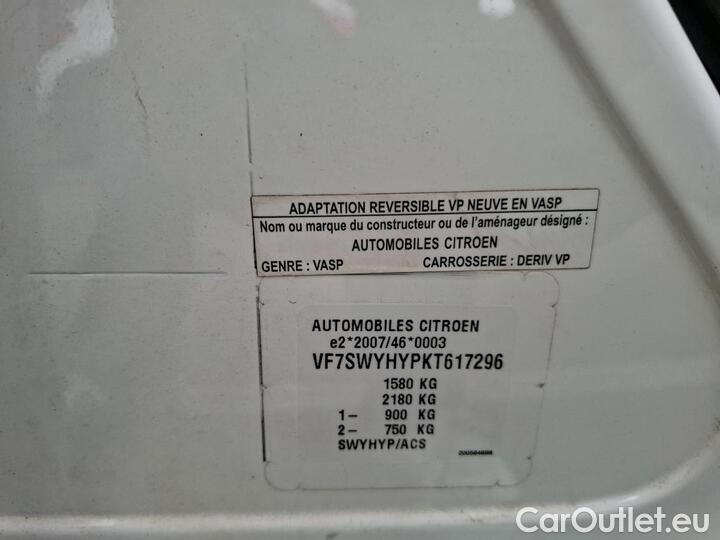 ADAPTATION REVERSIBLE VP NEUVE EN VASP
Nom ou marque du constructeur ou de l'aménageur désigné :
AUTOMOBILES CITROEN
GENRE : VASP CARROSSERIE : DERIV VP
AUTOMOBILES CITROEN
e2*2007/46*0003
VF7SWYHYPKT617296
1580 KG
2180 KG
1– 900 KG
2– 750 KG
SWYHYP/ACS
CarOutlet.eu